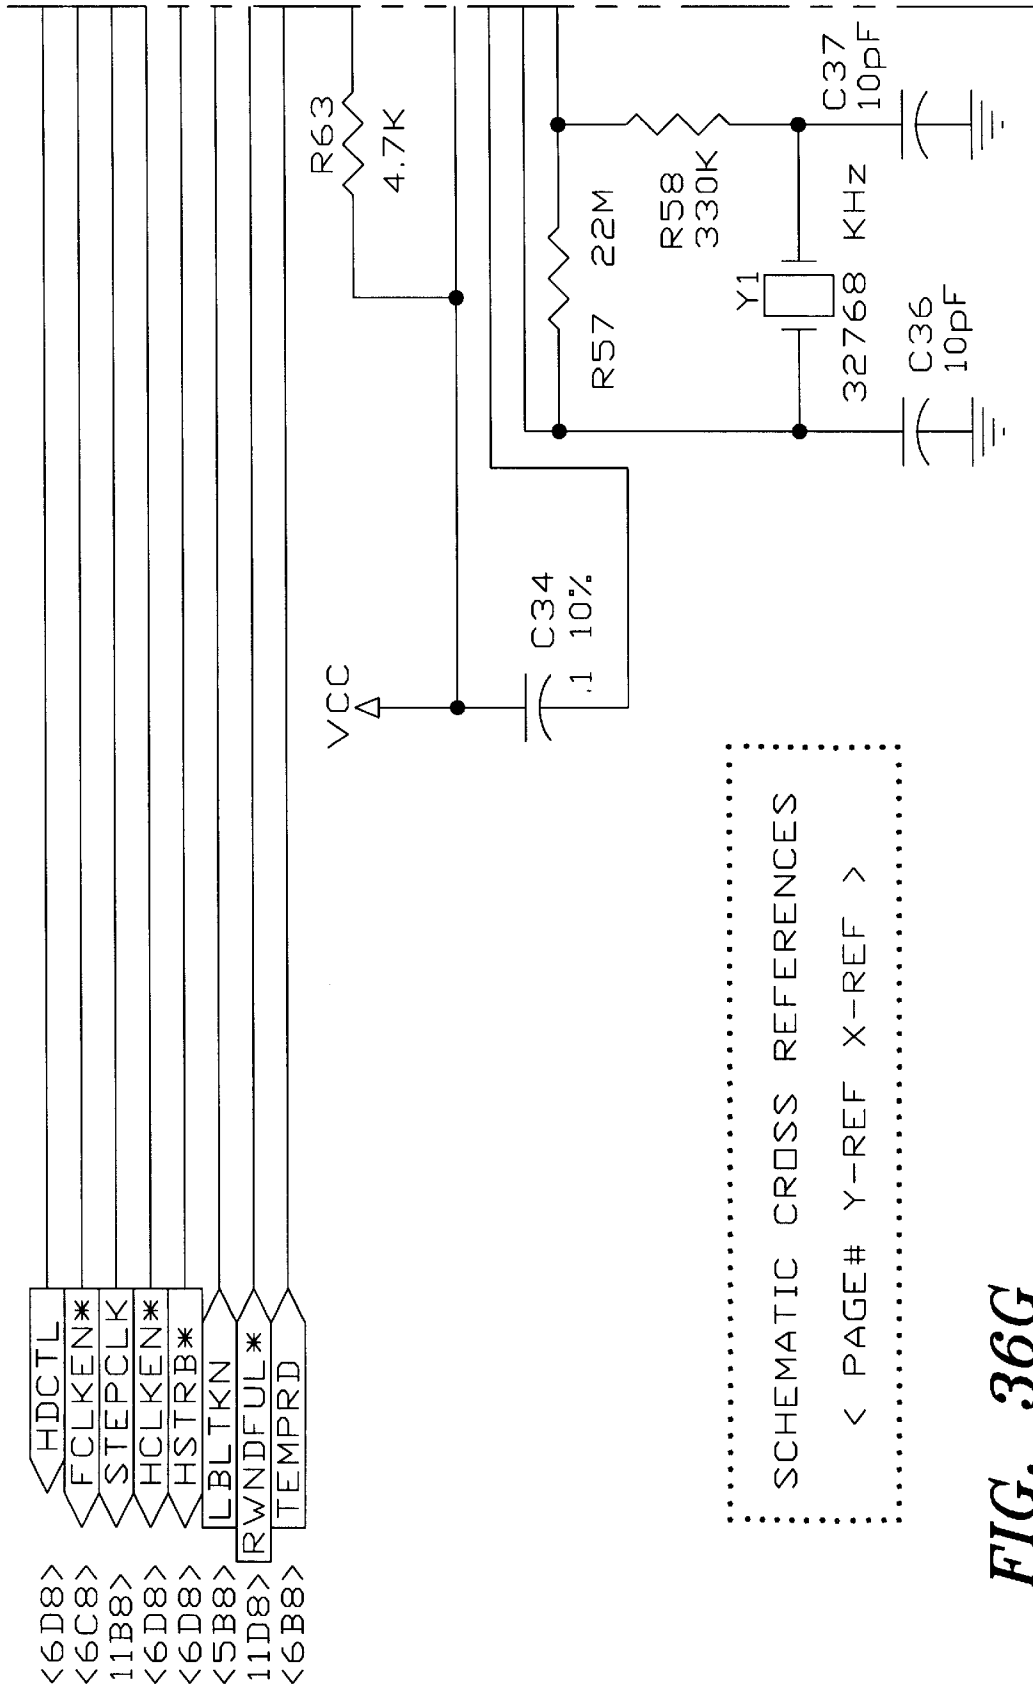 <6D8> HDCTL
<6C8> FCLKEN*
11B8> STEPCLK
<6D8> HCLKEN*
<6D8> HSTRB*
<5B8> LBLTKN
11D8> RWNDFUL*
<6B8> TEMPRD
VCC
R63
4.7K
C34
.1 10%
R57 22M
R58
330K
Y1
32768 KHz
C36
10pF
C37
10pF
SCHEMATIC CROSS REFERENCES
< PAGE# Y-REF X-REF >
FIG. 36G